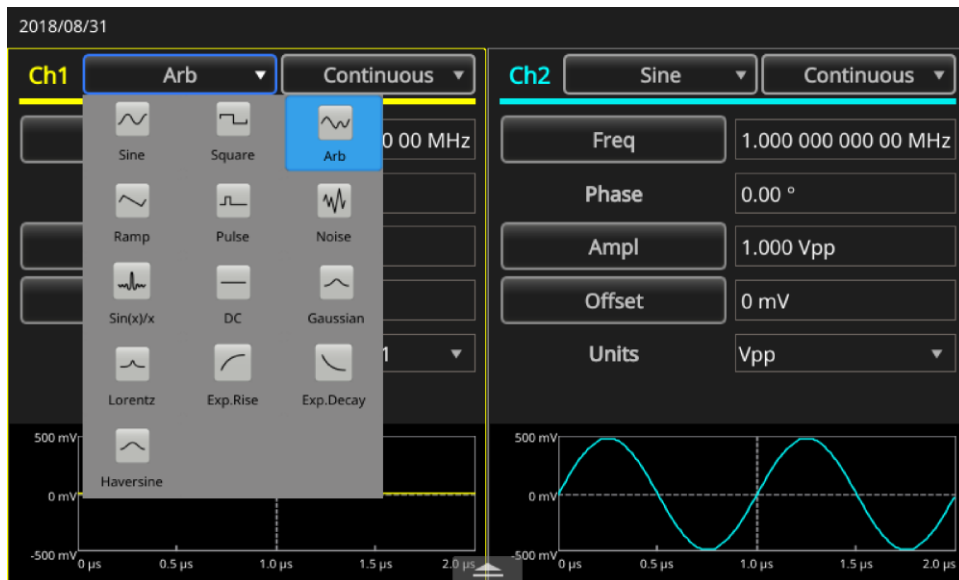 2018/08/31
Ch1 Arb Continuous
Ch2 Sine Continuous
Sine Square Arb
0 00 MHz
Freq 1.000 000 000 00 MHz
Phase 0.00 °
Ramp Pulse Noise
Ampl 1.000 Vpp
Sin(x)/x DC Gaussian
Offset 0 mV
1
Units Vpp
Lorentz Exp.Rise Exp.Decay
Haversine
500 mV
0 mV
-500 mV
0 µs 0.5 µs 1.0 µs 1.5 µs 2.0 µs
500 mV
0 mV
-500 mV
0 µs 0.5 µs 1.0 µs 1.5 µs 2.0 µs